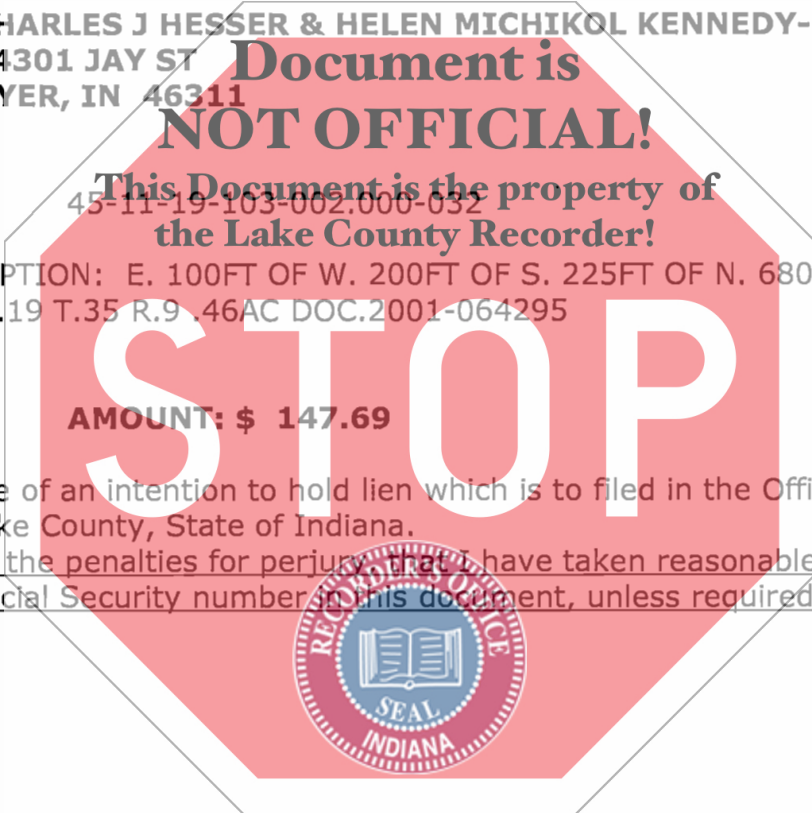 HARLES J HESSER & HELEN MICHIKOL KENNEDY-
4301 JAY ST
Document is
YER, IN 46311
NOT OFFICIAL!
This Document is the property of
45-11-19-103-002.000-032
the Lake County Recorder!
PTION: E. 100FT OF W. 200FT OF S. 225FT OF N. 680
.19 T.35 R.9 .46AC DOC.2001-064295
STOP
AMOUNT: $ 147.69
e of an intention to hold lien which is to filed in the Offi
ke County, State of Indiana.
the penalties for perjury, that I have taken reasonable
cial Security number in this document, unless required
RECORDER'S OFFICE
SEAL
INDIANA